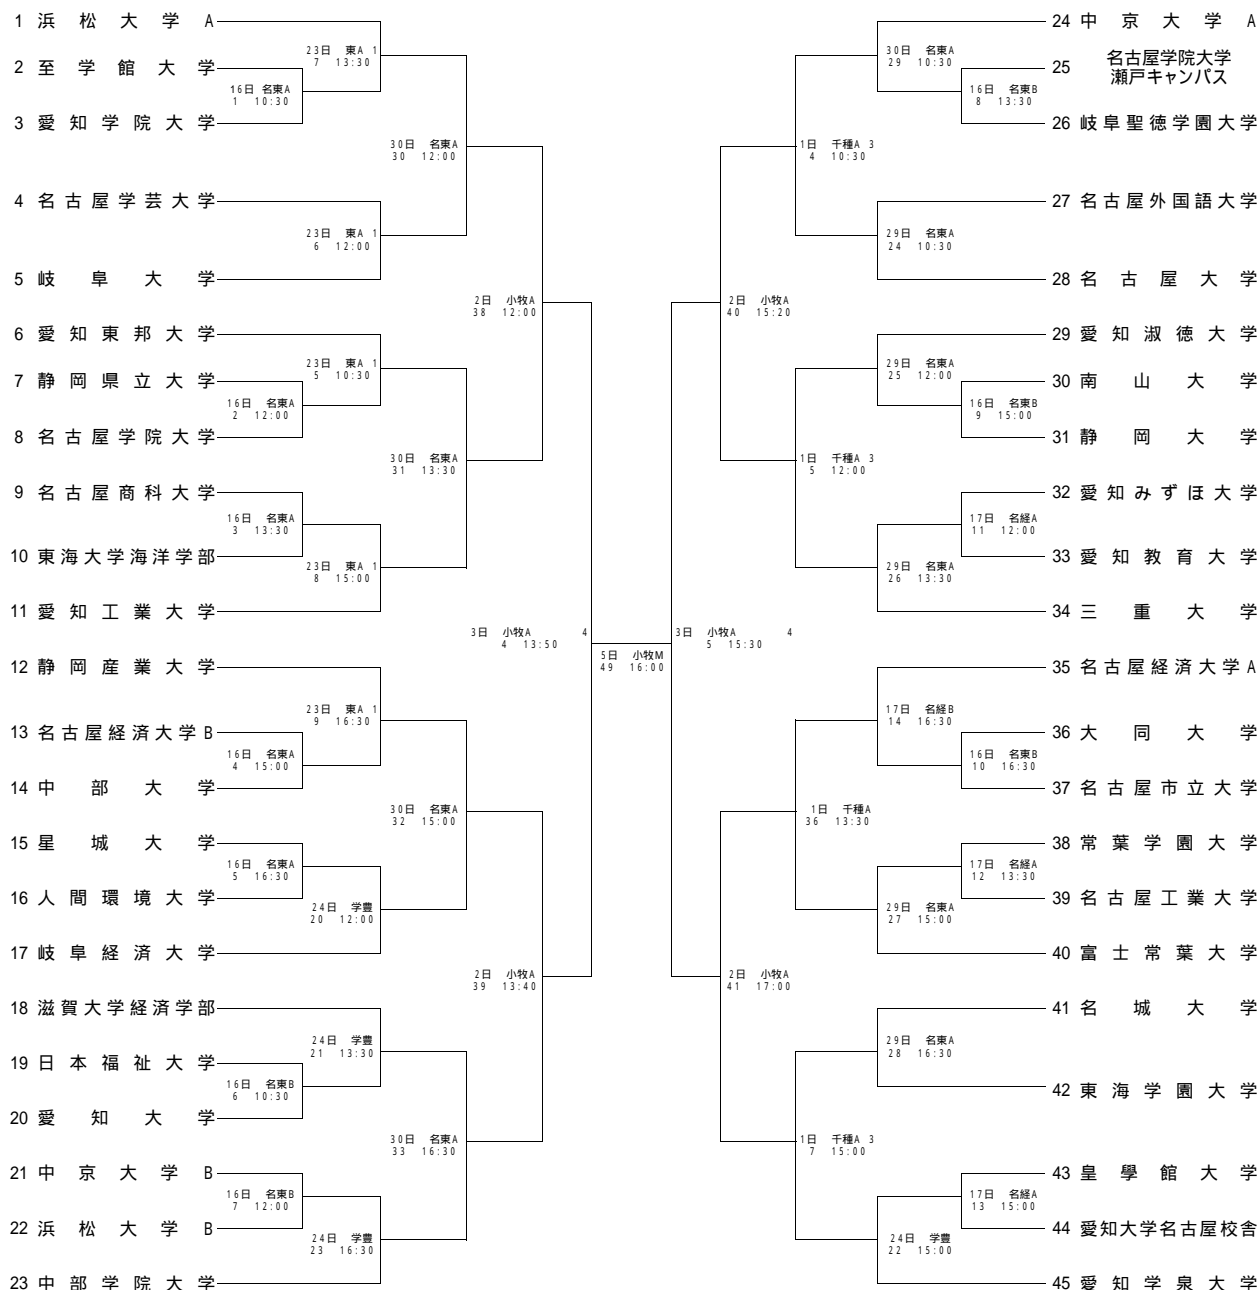 1 浜松大学A
2 至学館大学
3 愛知学院大学
4 名古屋学芸大学
5 岐阜大学
6 愛知東邦大学
7 静岡県立大学
8 名古屋学院大学
9 名古屋商科大学
10 東海大学海洋学部
11 愛知工業大学
12 静岡産業大学
13 名古屋経済大学B
14 中部大学
15 星城大学
16 人間環境大学
17 岐阜経済大学
18 滋賀大学経済学部
19 日本福祉大学
20 愛知大学
21 中京大学B
22 浜松大学B
23 中部学院大学
16日 名東A
1 10:30
16日 名東A
2 12:00
16日 名東A
3 13:30
16日 名東A
4 15:00
16日 名東A
5 16:30
16日 名東B
6 10:30
16日 名東B
7 12:00
23日 東A 1
7 13:30
23日 東A 1
6 12:00
23日 東A 1
5 10:30
23日 東A 1
8 15:00
23日 東A 1
9 16:30
24日 学豊
20 12:00
24日 学豊
21 13:30
24日 学豊
23 16:30
30日 名東A
30 12:00
30日 名東A
31 13:30
30日 名東A
32 15:00
30日 名東A
33 16:30
2日 小牧A
38 12:00
2日 小牧A
39 13:40
3日 小牧A 4
4 13:50
5日 小牧M
49 16:00
3日 小牧A 4
5 15:30
2日 小牧A
40 15:20
2日 小牧A
41 17:00
1日 千種A 3
4 10:30
1日 千種A 3
5 12:00
1日 千種A
36 13:30
1日 千種A 3
7 15:00
30日 名東A
29 10:30
29日 名東A
24 10:30
29日 名東A
25 12:00
29日 名東A
26 13:30
17日 名経B
14 16:30
29日 名東A
27 15:00
29日 名東A
28 16:30
24日 学豊
22 15:00
16日 名東B
8 13:30
16日 名東B
9 15:00
17日 名経A
11 12:00
16日 名東B
10 16:30
17日 名経A
12 13:30
17日 名経A
13 15:00
24 中京大学A
25 名古屋学院大学
瀬戸キャンパス
26 岐阜聖徳学園大学
27 名古屋外国語大学
28 名古屋大学
29 愛知淑徳大学
30 南山大学
31 静岡大学
32 愛知みずほ大学
33 愛知教育大学
34 三重大学
35 名古屋経済大学A
36 大同大学
37 名古屋市立大学
38 常葉学園大学
39 名古屋工業大学
40 富士常葉大学
41 名城大学
42 東海学園大学
43 皇學館大学
44 愛知大学名古屋校舎
45 愛知学泉大学